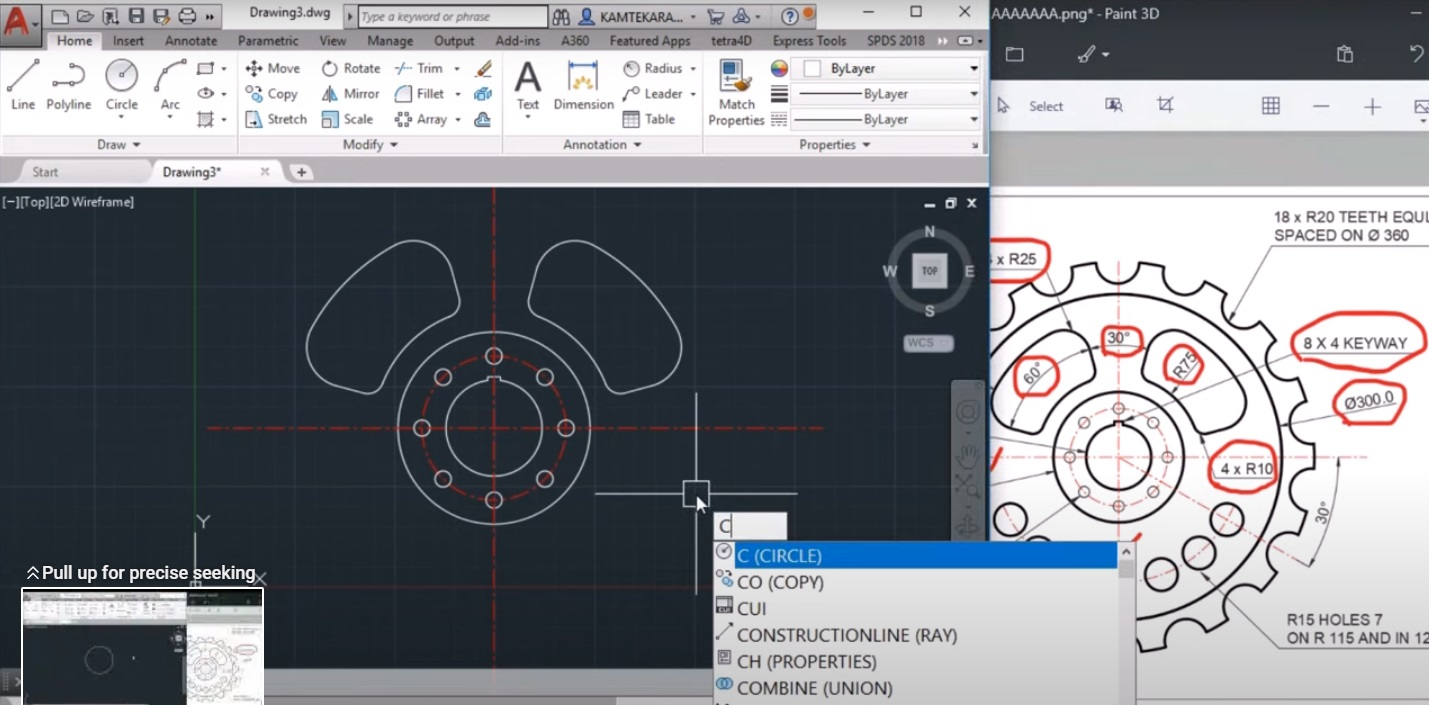 Drawing3.dwg
Type a keyword or phrase
KAMTEKARA...
AAAAAAA.png* - Paint 3D
Home Insert Annotate Parametric View Manage Output Add-ins A360 Featured Apps tetra4D Express Tools SPDS 2018
Line Polyline Circle Arc
Move Rotate Trim
Copy Mirror Fillet
Stretch Scale Array
Text Dimension
Radius
Leader
Table
Match
Properties
ByLayer
ByLayer
ByLayer
Select
Draw Modify Annotation Properties
Start Drawing3*
[−][Top][2D Wireframe]
N
W TOP E
S
WCS
Y
X
Pull up for precise seeking
C
C (CIRCLE)
CO (COPY)
CUI
CONSTRUCTIONLINE (RAY)
CH (PROPERTIES)
COMBINE (UNION)
18 x R20 TEETH EQU
SPACED ON Ø 360
x R25
30°
8 X 4 KEYWAY
60°
R75
Ø300.0
4 x R10
30°
R15 HOLES 7
ON R 115 AND IN 12